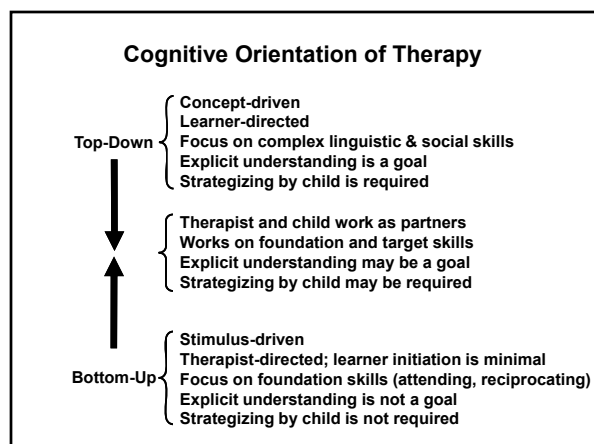 Cognitive Orientation of Therapy
Top-Down
Concept-driven
Learner-directed
Focus on complex linguistic & social skills
Explicit understanding is a goal
Strategizing by child is required
Therapist and child work as partners
Works on foundation and target skills
Explicit understanding may be a goal
Strategizing by child may be required
Bottom-Up
Stimulus-driven
Therapist-directed; learner initiation is minimal
Focus on foundation skills (attending, reciprocating)
Explicit understanding is not a goal
Strategizing by child is not required